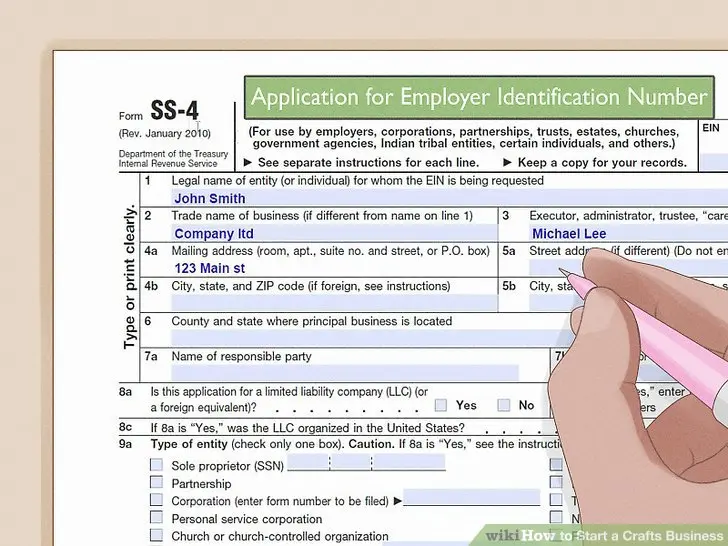 Application for Employer Identification Number
Form SS-4
(Rev. January 2010)
Department of the Treasury
Internal Revenue Service
(For use by employers, corporations, partnerships, trusts, estates, churches,
government agencies, Indian tribal entities, certain individuals, and others.)
► See separate instructions for each line. ► Keep a copy for your records.
EIN
Type or print clearly.
1 Legal name of entity (or individual) for whom the EIN is being requested
John Smith
2 Trade name of business (if different from name on line 1)
Company ltd
3 Executor, administrator, trustee, "care
Michael Lee
4a Mailing address (room, apt., suite no. and street, or P.O. box)
123 Main st
5a Street (if different) (Do not
4b City, state, and ZIP code (if foreign, see instructions)
5b City,
6 County and state where principal business is located
7a Name of responsible party
8a Is this application for a limited liability company (LLC) (or
a foreign equivalent)? . . . . . . . . . Yes No
enter
8c If 8a is "Yes," was the LLC organized in the United States? . . . . .
9a Type of entity (check only one box). Caution. If 8a is "Yes," see the
Sole proprietor (SSN)
Partnership
Corporation (enter form number to be filed) ►
Personal service corporation
Church or church-controlled organization
wikiHow to Start a Crafts Business